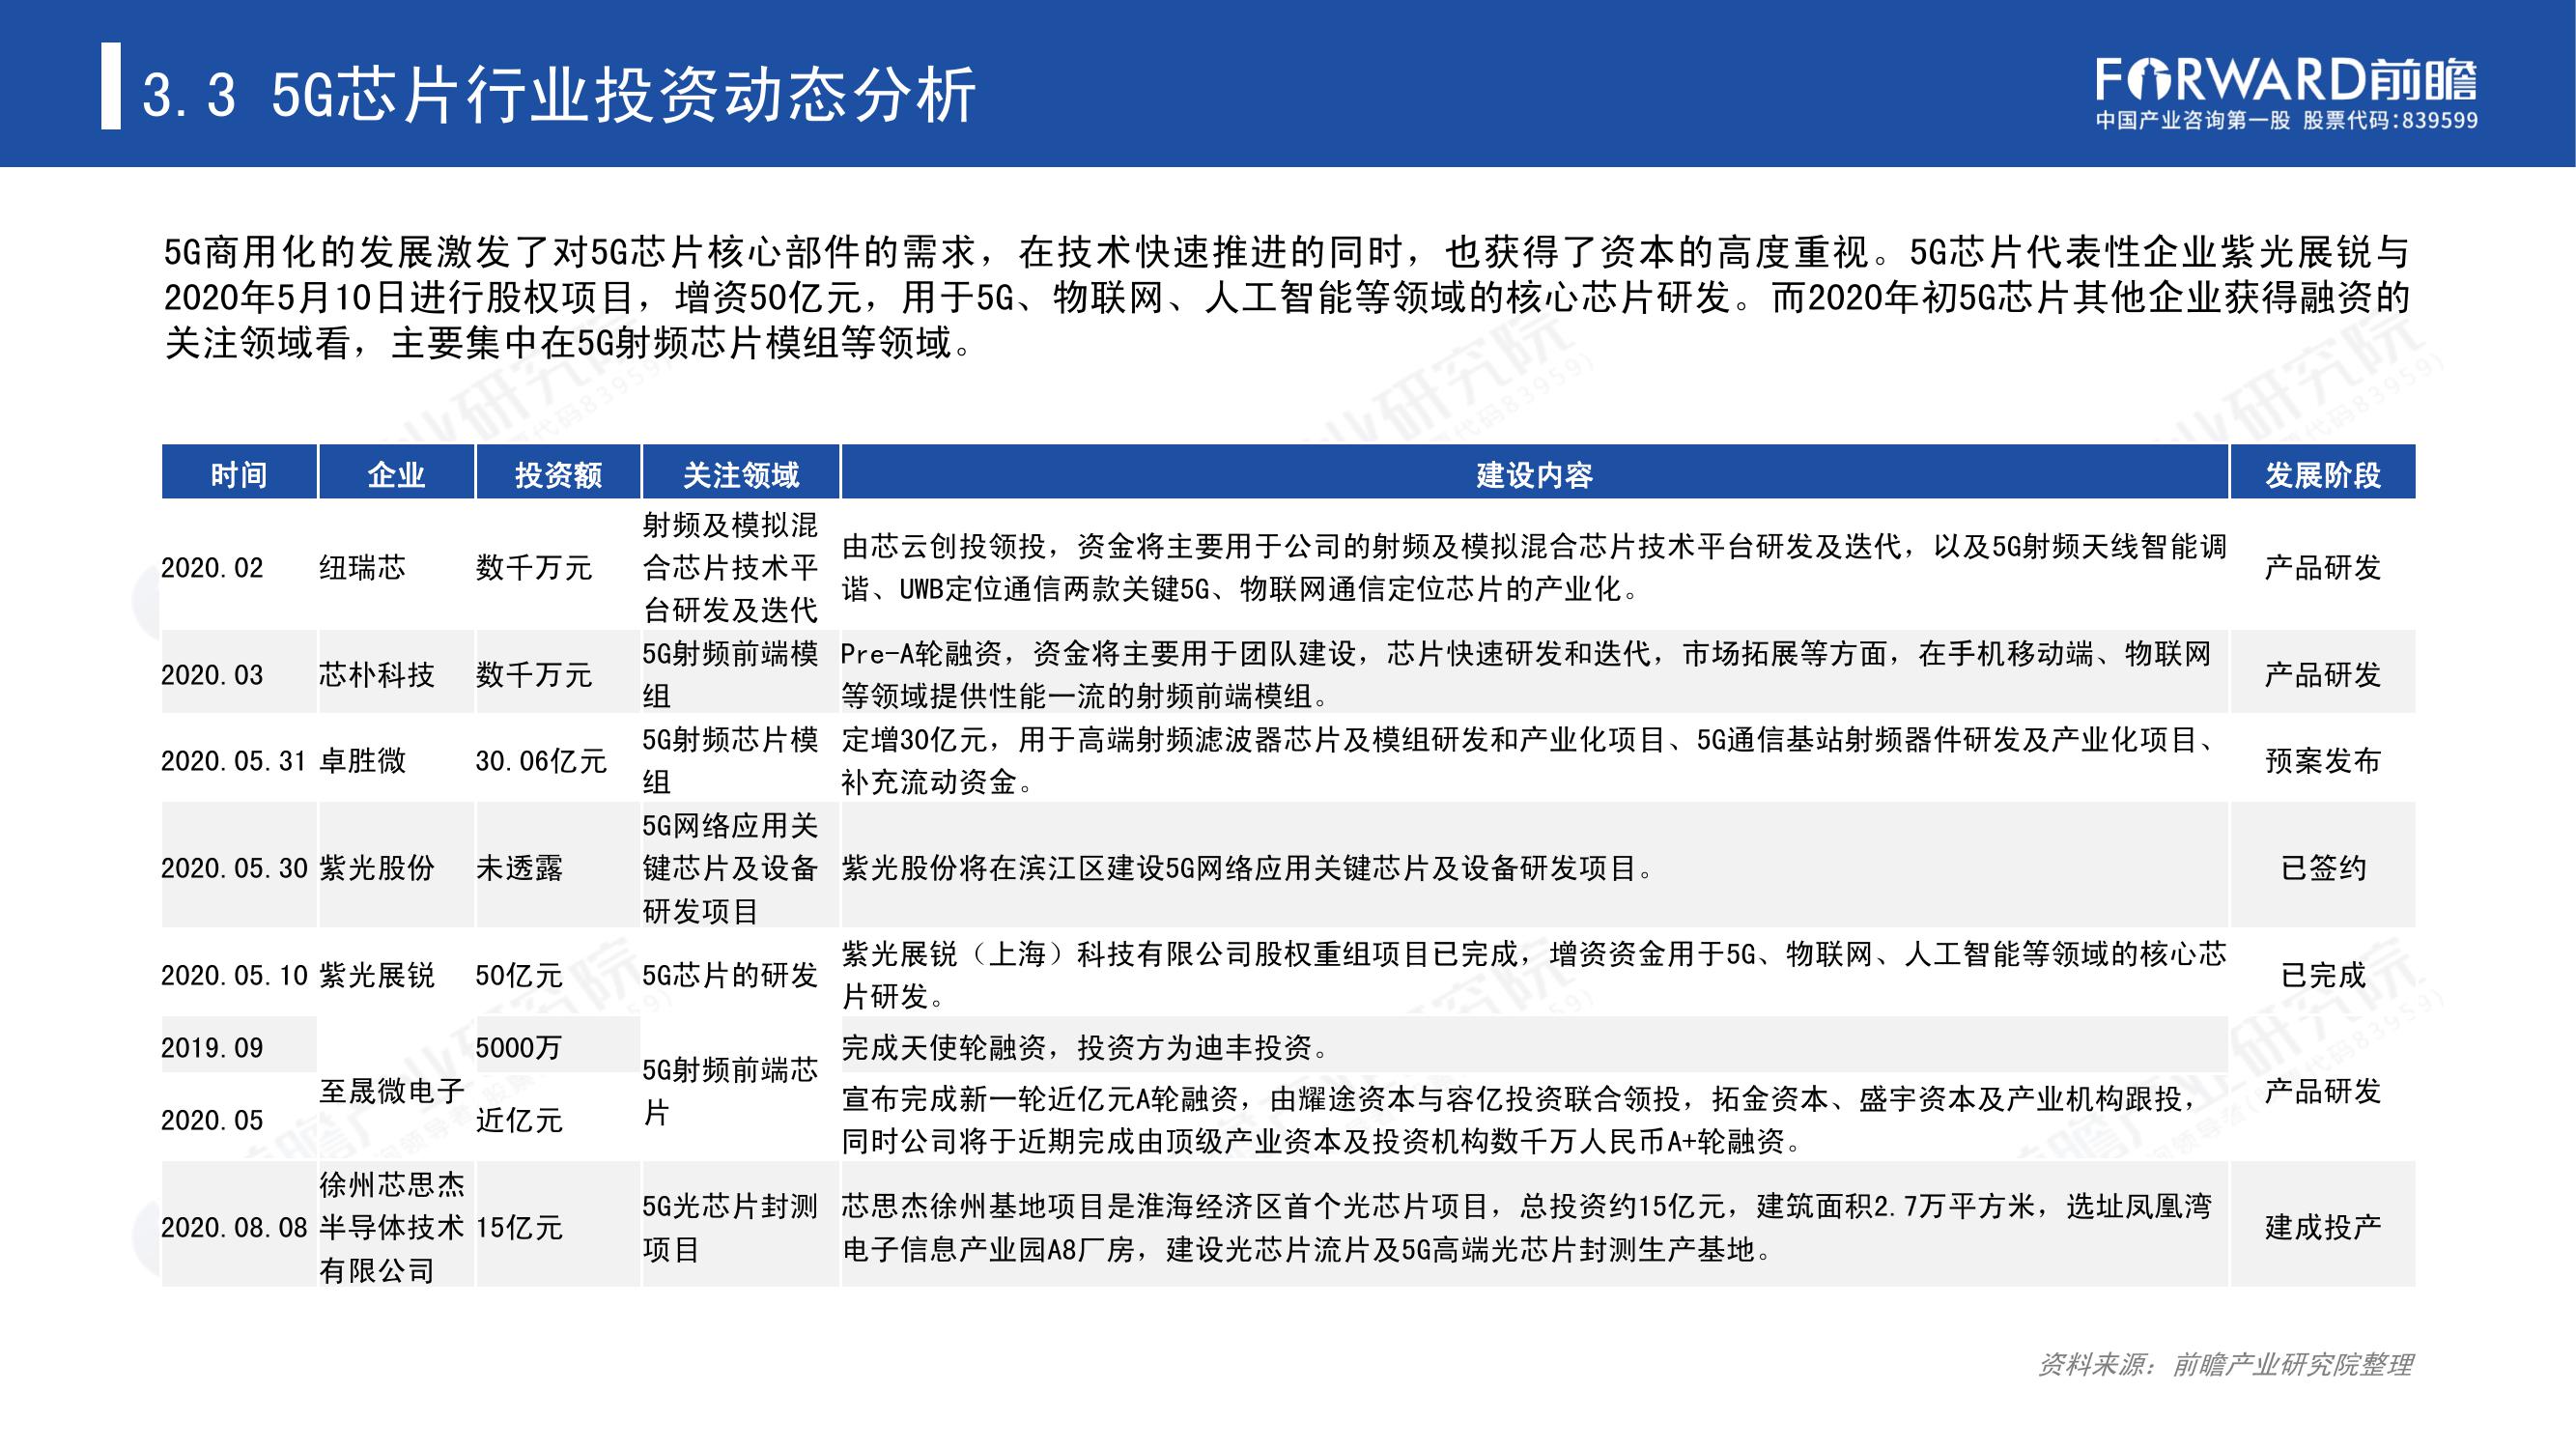 3.3 5G芯片行业投资动态分析
FORWARD前瞻
中国产业咨询第一股 股票代码:839599
5G商用化的发展激发了对5G芯片核心部件的需求，在技术快速推进的同时，也获得了资本的高度重视。5G芯片代表性企业紫光展锐与
2020年5月10日进行股权项目，增资50亿元，用于5G、物联网、人工智能等领域的核心芯片研发。而2020年初5G芯片其他企业获得融资的
关注领域看，主要集中在5G射频芯片模组等领域。
时间 企业 投资额 关注领域 建设内容 发展阶段
2020.02 纽瑞芯 数千万元
射频及模拟混
合芯片技术平
台研发及迭代
由芯云创投领投，资金将主要用于公司的射频及模拟混合芯片技术平台研发及迭代，以及5G射频天线智能调
谐、UWB定位通信两款关键5G、物联网通信定位芯片的产业化。
产品研发
2020.03 芯朴科技 数千万元
5G射频前端模
组
Pre-A轮融资，资金将主要用于团队建设，芯片快速研发和迭代，市场拓展等方面，在手机移动端、物联网
等领域提供性能一流的射频前端模组。
产品研发
2020.05.31 卓胜微 30.06亿元
5G射频芯片模
组
定增30亿元，用于高端射频滤波器芯片及模组研发和产业化项目、5G通信基站射频器件研发及产业化项目、
补充流动资金。
预案发布
2020.05.30 紫光股份 未透露
5G网络应用关
键芯片及设备
研发项目
紫光股份将在滨江区建设5G网络应用关键芯片及设备研发项目。
已签约
2020.05.10 紫光展锐 50亿元 5G芯片的研发
紫光展锐（上海）科技有限公司股权重组项目已完成，增资资金用于5G、物联网、人工智能等领域的核心芯
片研发。
已完成
2019.09
至晟微电子
5000万
5G射频前端芯
片
完成天使轮融资，投资方为迪丰投资。
产品研发
2020.05 近亿元
宣布完成新一轮近亿元A轮融资，由耀途资本与容亿投资联合领投，拓金资本、盛宇资本及产业机构跟投，
同时公司将于近期完成由顶级产业资本及投资机构数千万人民币A+轮融资。
2020.08.08
徐州芯思杰
半导体技术
有限公司
15亿元
5G光芯片封测
项目
芯思杰徐州基地项目是淮海经济区首个光芯片项目，总投资约15亿元，建筑面积2.7万平方米，选址凤凰湾
电子信息产业园A8厂房，建设光芯片流片及5G高端光芯片封测生产基地。
建成投产
资料来源：前瞻产业研究院整理